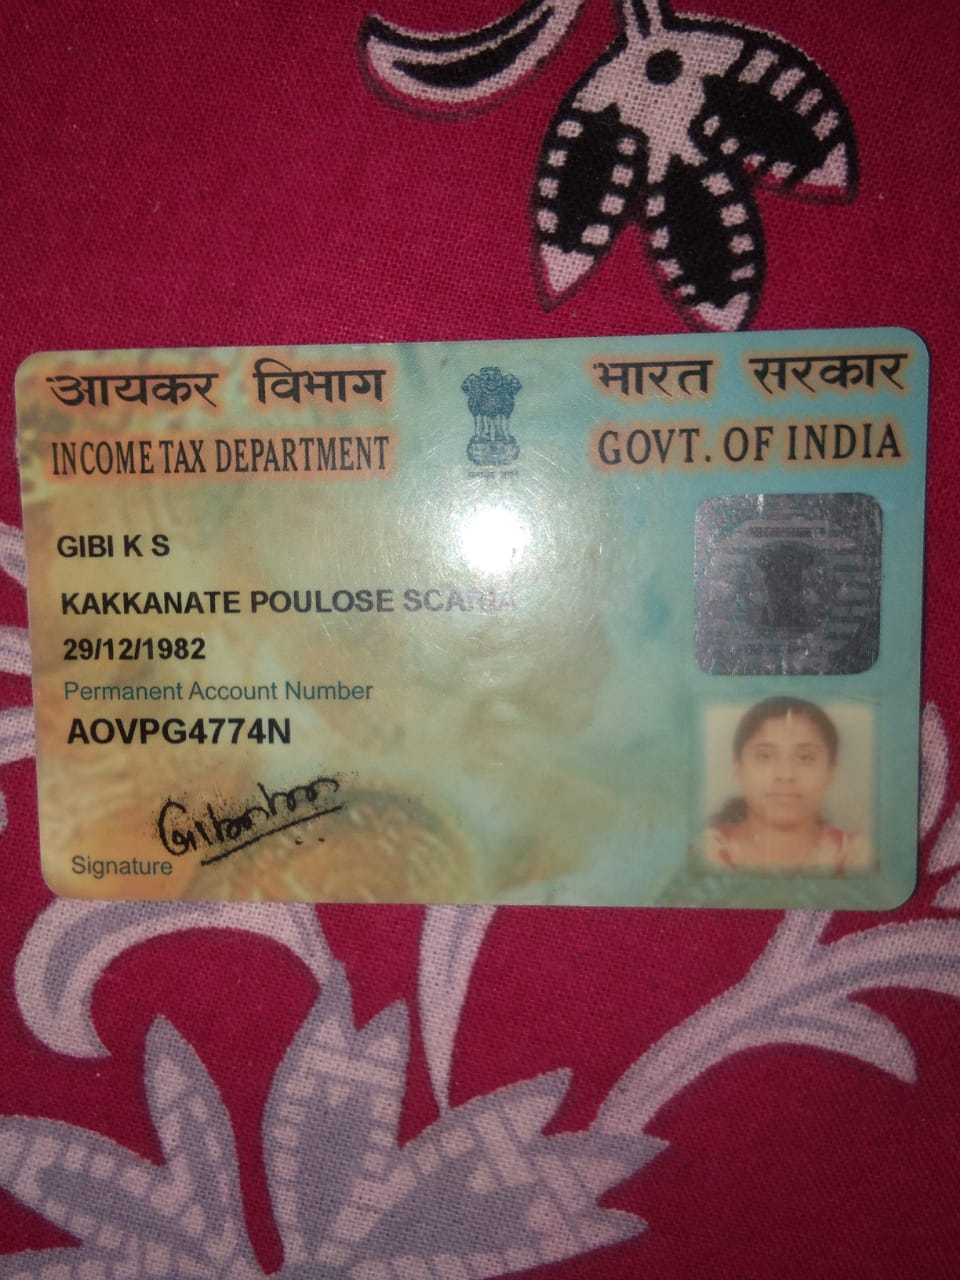 आयकर विभाग
INCOME TAX DEPARTMENT
भारत सरकार
GOVT. OF INDIA
GIBI K S
KAKKANATE POULOSE SCARIA
29/12/1982
Permanent Account Number
AOVPG4774N
Signature